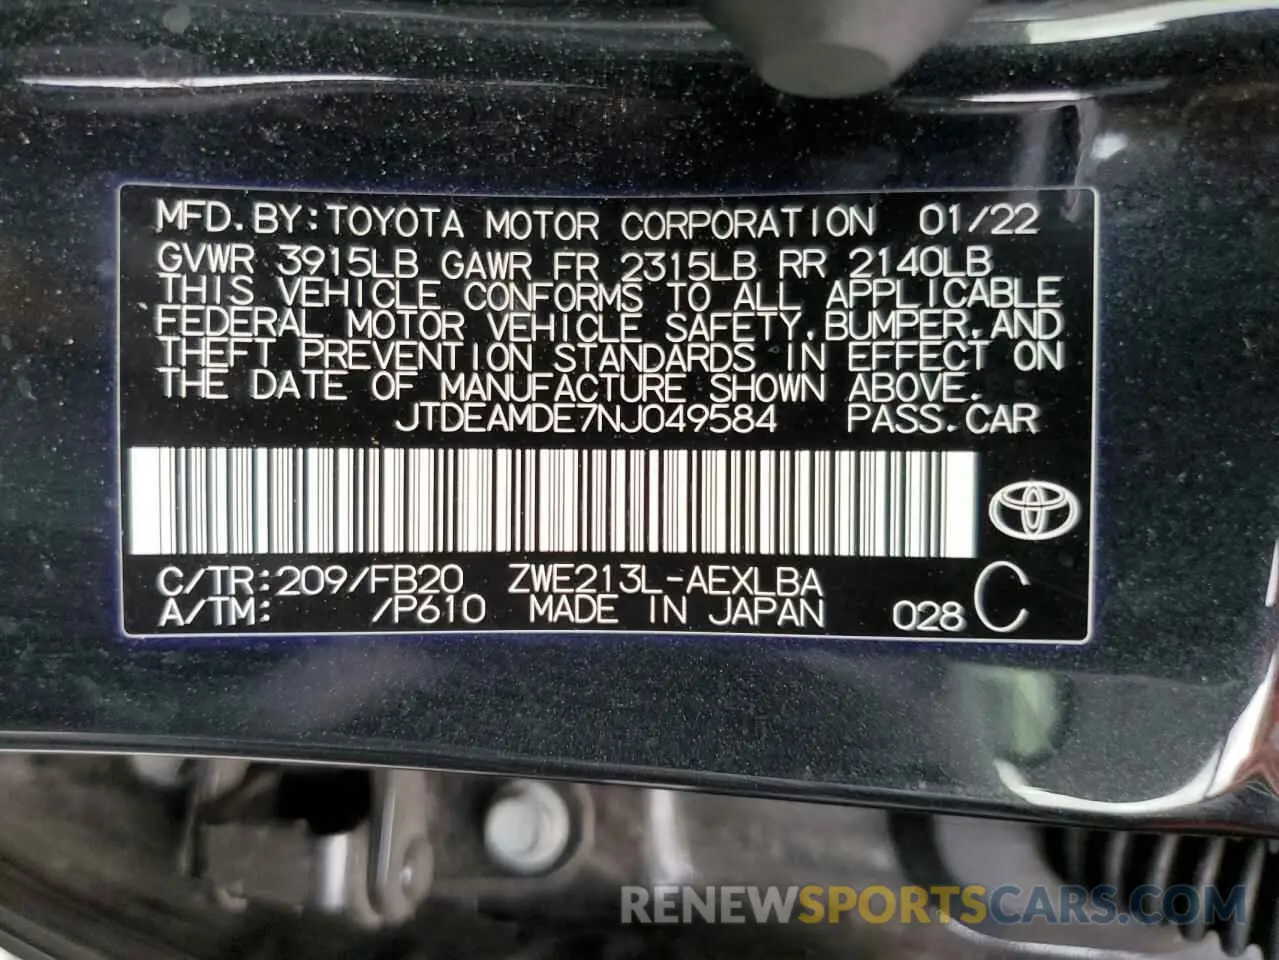 MFD.BY:TOYOTA MOTOR CORPORATION 01/22
GVWR 3915LB GAWR FR 2315LB RR 2140LB
THIS VEHICLE CONFORMS TO ALL APPLICABLE
FEDERAL MOTOR VEHICLE SAFETY,BUMPER,AND
THEFT PREVENTION STANDARDS IN EFFECT ON
THE DATE OF MANUFACTURE SHOWN ABOVE.
JTDEAMDE7NJ049584 PASS.CAR
C/TR:209/FB20 ZWE213L-AEXLBA
A/TM: /P610 MADE IN JAPAN 028 C
RENEWSPORTSCARS.COM